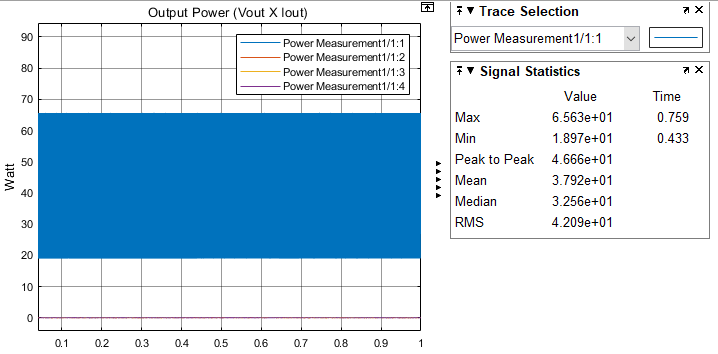 Output Power (Vout X Iout)
Power Measurement1/1:1
Power Measurement1/1:2
Power Measurement1/1:3
Power Measurement1/1:4
Watt
90
80
70
60
50
40
30
20
10
0
0.1 0.2 0.3 0.4 0.5 0.6 0.7 0.8 0.9 1
Trace Selection
Power Measurement1/1:1
Signal Statistics
Value Time
Max 6.563e+01 0.759
Min 1.897e+01 0.433
Peak to Peak 4.666e+01
Mean 3.792e+01
Median 3.256e+01
RMS 4.209e+01